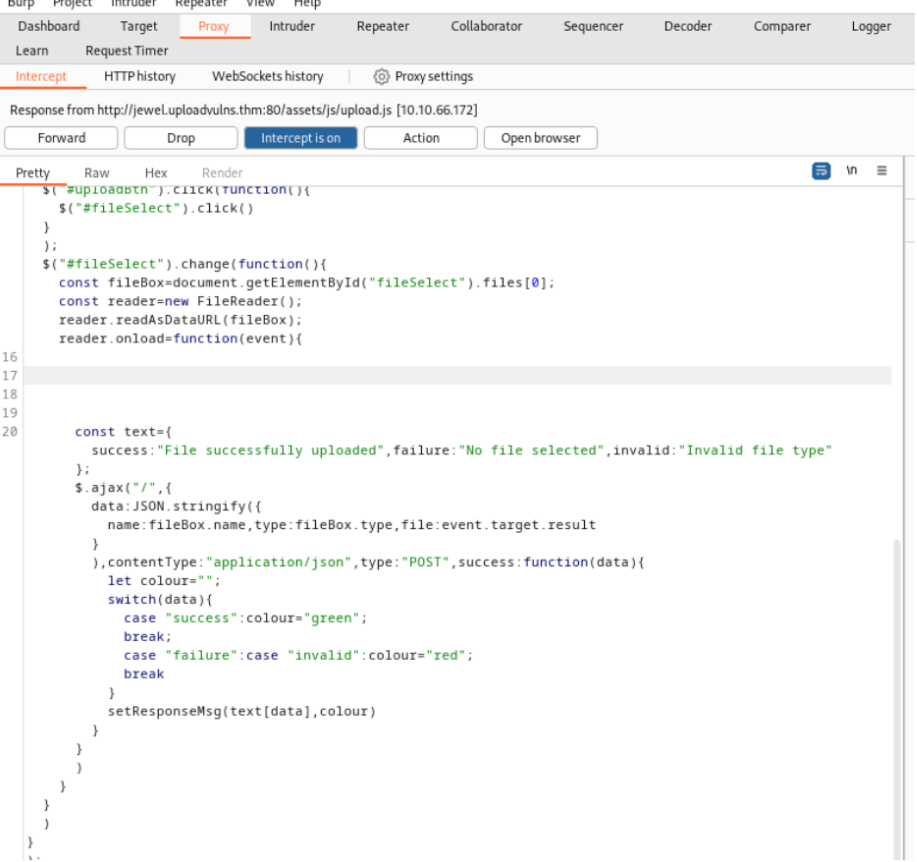 Burp Project Intruder Repeater View Help
Dashboard Target Proxy Intruder Repeater Collaborator Sequencer Decoder Comparer Logger
Learn Request Timer
Intercept HTTP history WebSockets history Proxy settings
Response from http://jewel.uploadvulns.thm:80/assets/js/upload.js [10.10.66.172]
Forward Drop Intercept is on Action Open browser
Pretty Raw Hex Render \n
$("#uploadBtn").click(function(){
$("#fileSelect").click()
}
);
$("#fileSelect").change(function(){
const fileBox=document.getElementById("fileSelect").files[0];
const reader=new FileReader();
reader.readAsDataURL(fileBox);
reader.onload=function(event){
16
17
18
19
20 const text={
success:"File successfully uploaded",failure:"No file selected",invalid:"Invalid file type"
};
$.ajax("/",{
data:JSON.stringify({
name:fileBox.name,type:fileBox.type,file:event.target.result
}
),contentType:"application/json",type:"POST",success:function(data){
let colour="";
switch(data){
case "success":colour="green";
break;
case "failure":case "invalid":colour="red";
break
}
setResponseMsg(text[data],colour)
}
}
)
}
}
)
}
);